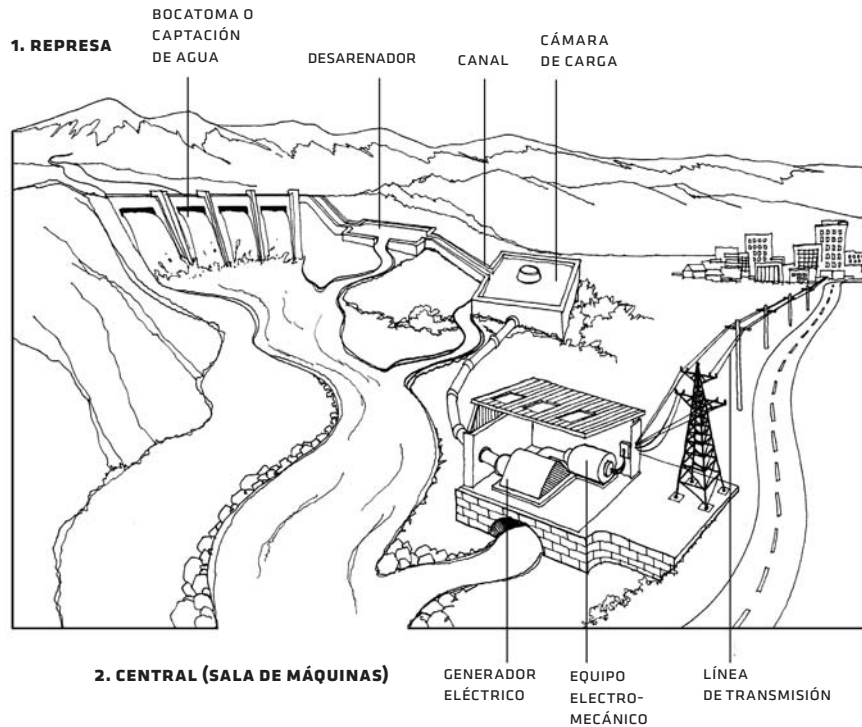 1. REPRESA
BOCATOMA O
CAPTACIÓN
DE AGUA
DESARENADOR
CANAL
CÁMARA
DE CARGA
2. CENTRAL (SALA DE MÁQUINAS)
GENERADOR
ELÉCTRICO
EQUIPO
ELECTRO-
MECÁNICO
LÍNEA
DE TRANSMISIÓN